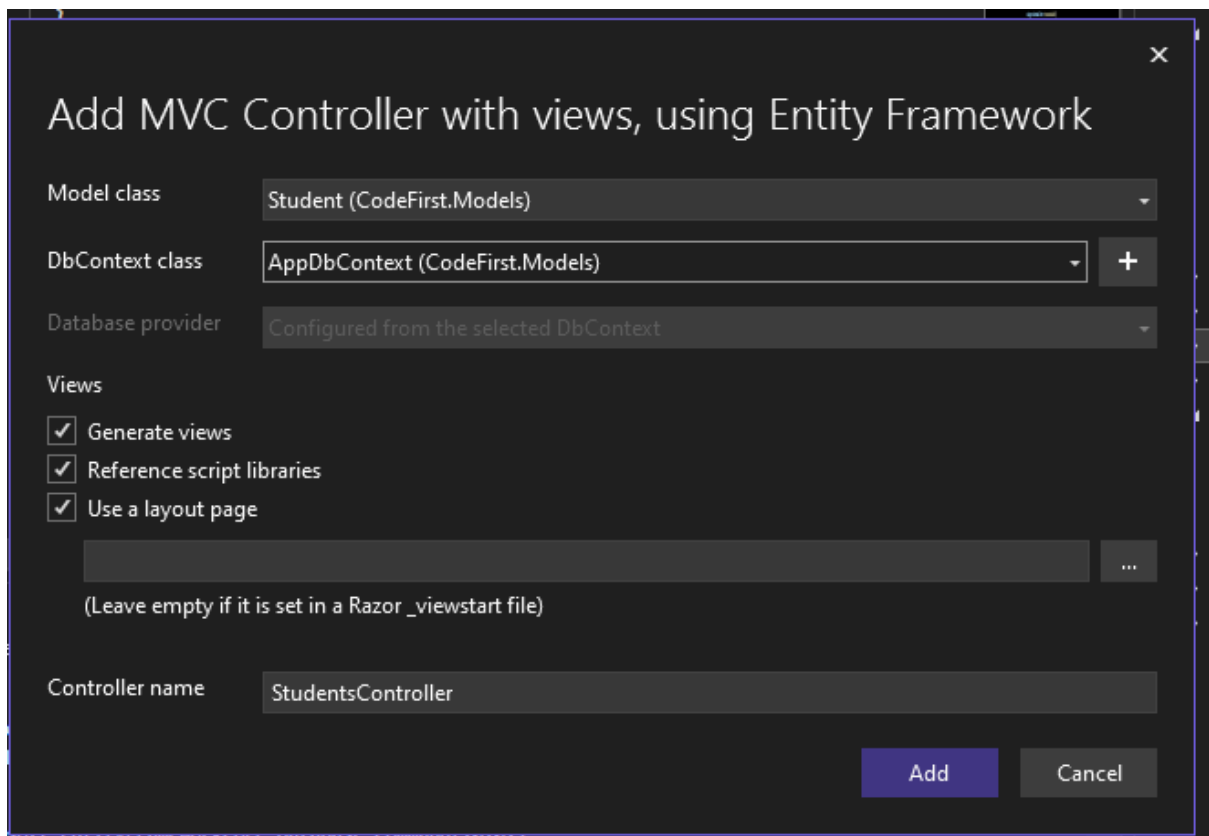 Add MVC Controller with views, using Entity Framework
Model class
Student (CodeFirst.Models)
DbContext class
AppDbContext (CodeFirst.Models)
Database provider
Configured from the selected DbContext
Views
Generate views
Reference script libraries
Use a layout page
...
(Leave empty if it is set in a Razor _viewstart file)
Controller name
StudentsController
Add
Cancel